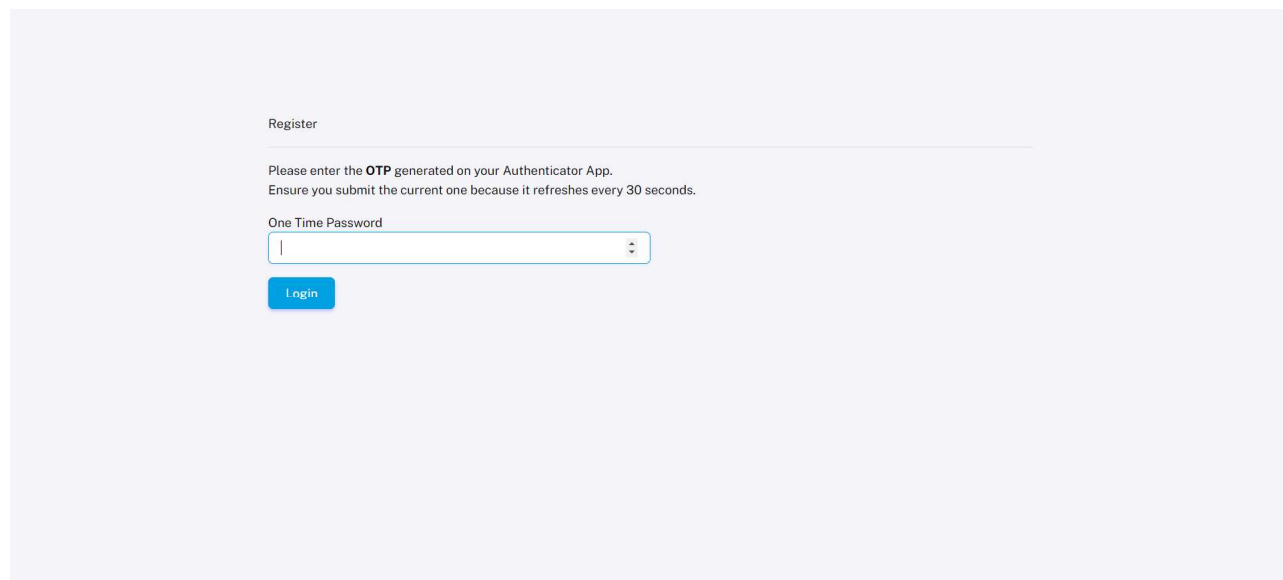 Register
Please enter the OTP generated on your Authenticator App.
Ensure you submit the current one because it refreshes every 30 seconds.
One Time Password
Login